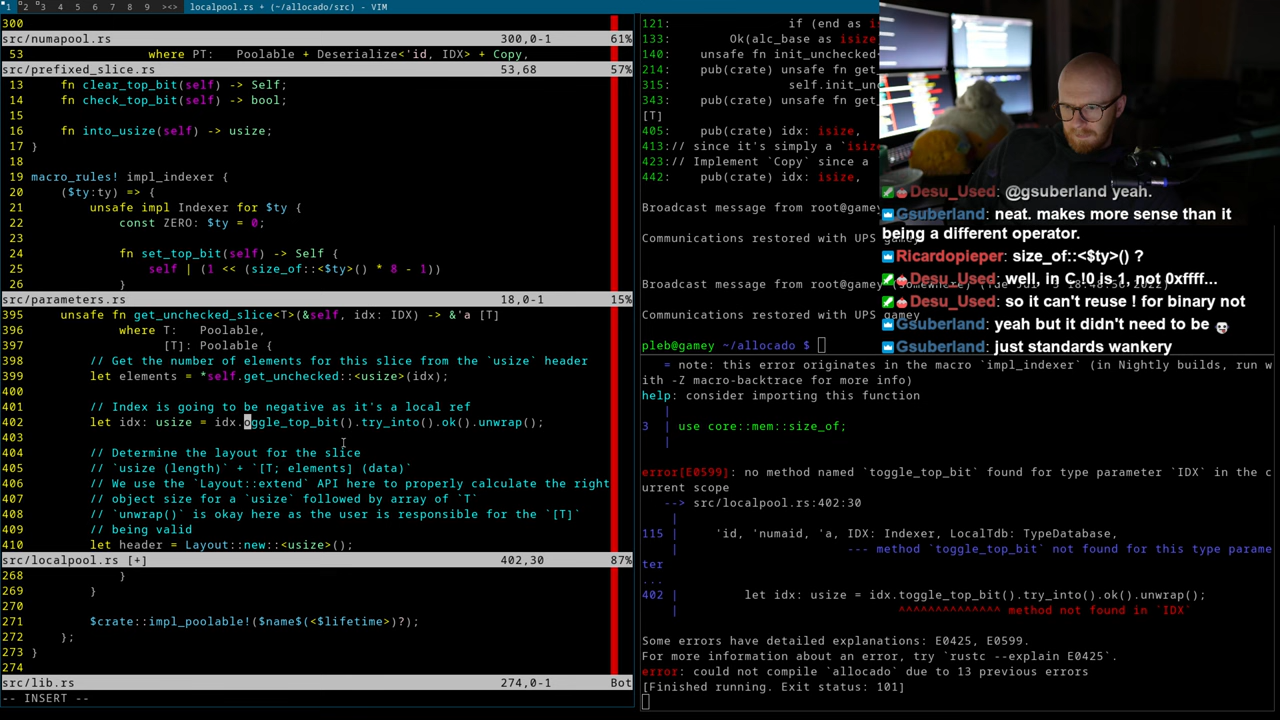 1 2 3 4 5 6 7 8 9 ><> localpool.rs + (~/allocado/src) - VIM
300
src/numapool.rs 300,0-1 61%
53 where PT: Poolable + Deserialize<'id, IDX> + Copy,
src/prefixed_slice.rs 53,68 57%
13 fn clear_top_bit(self) -> Self;
14 fn check_top_bit(self) -> bool;
15
16 fn into_usize(self) -> usize;
17 }
18
19 macro_rules! impl_indexer {
20 ($ty:ty) => {
21 unsafe impl Indexer for $ty {
22 const ZERO: $ty = 0;
23
24 fn set_top_bit(self) -> Self {
25 self | (1 << (size_of::<$ty>() * 8 - 1))
26 }
src/parameters.rs 18,0-1 15%
395 unsafe fn get_unchecked_slice<T>(&self, idx: IDX) -> &'a [T]
396 where T: Poolable,
397 [T]: Poolable {
398 // Get the number of elements for this slice from the `usize` header
399 let elements = *self.get_unchecked::<usize>(idx);
400
401 // Index is going to be negative as it's a local ref
402 let idx: usize = idx.oggle_top_bit().try_into().ok().unwrap();
403
404 // Determine the layout for the slice
405 // `usize (length)` + `[T; elements] (data)`
406 // We use the `Layout::extend` API here to properly calculate the right
407 // object size for a `usize` followed by array of `T`
408 // `unwrap()` is okay here as the user is responsible for the `[T]`
409 // being valid
410 let header = Layout::new::<usize>();
src/localpool.rs [+] 402,30 87%
268 }
269 }
270
271 $crate::impl_poolable!($name$(<$lifetime>)?);
272 };
273 }
274
src/lib.rs 274,0-1 Bot
-- INSERT --
121: if (end as is
133: Ok(alc_base as isize
140: unsafe fn init_unchecked
214: pub(crate) unsafe fn get_
315: self.init_un
343: pub(crate) unsafe fn get_
[T]
405: pub(crate) idx: isize,
413:// since it's simply a `isize
423:// Implement `Copy` since a
442: pub(crate) idx: isize,
Broadcast message from root@gamey
Communications restored with UPS gamey
Broadcast message from root@gamey
Communications restored with UPS gamey
pleb@gamey ~/allocado $
Desu_Used: @gsuberland yeah.
Gsuberland: neat. makes more sense than it being a different operator.
Ricardopieper: size_of::<$ty>() ?
Desu_Used: well, in C !0 is 1, not 0xffff...
Desu_Used: so it can't reuse ! for binary not
Gsuberland: yeah but it didn't need to be
Gsuberland: just standards wankery
= note: this error originates in the macro `impl_indexer` (in Nightly builds, run w
ith -Z macro-backtrace for more info)
help: consider importing this function
|
3 | use core::mem::size_of;
|
error[E0599]: no method named `toggle_top_bit` found for type parameter `IDX` in the c
urrent scope
--> src/localpool.rs:402:30
|
115 | 'id, 'numaid, 'a, IDX: Indexer, LocalTdb: TypeDatabase,
| --- method `toggle_top_bit` not found for this type parame
ter
...
402 | let idx: usize = idx.toggle_top_bit().try_into().ok().unwrap();
| ^^^^^^^^^^^^^^ method not found in `IDX`
Some errors have detailed explanations: E0425, E0599.
For more information about an error, try `rustc --explain E0425`.
error: could not compile `allocado` due to 13 previous errors
[Finished running. Exit status: 101]